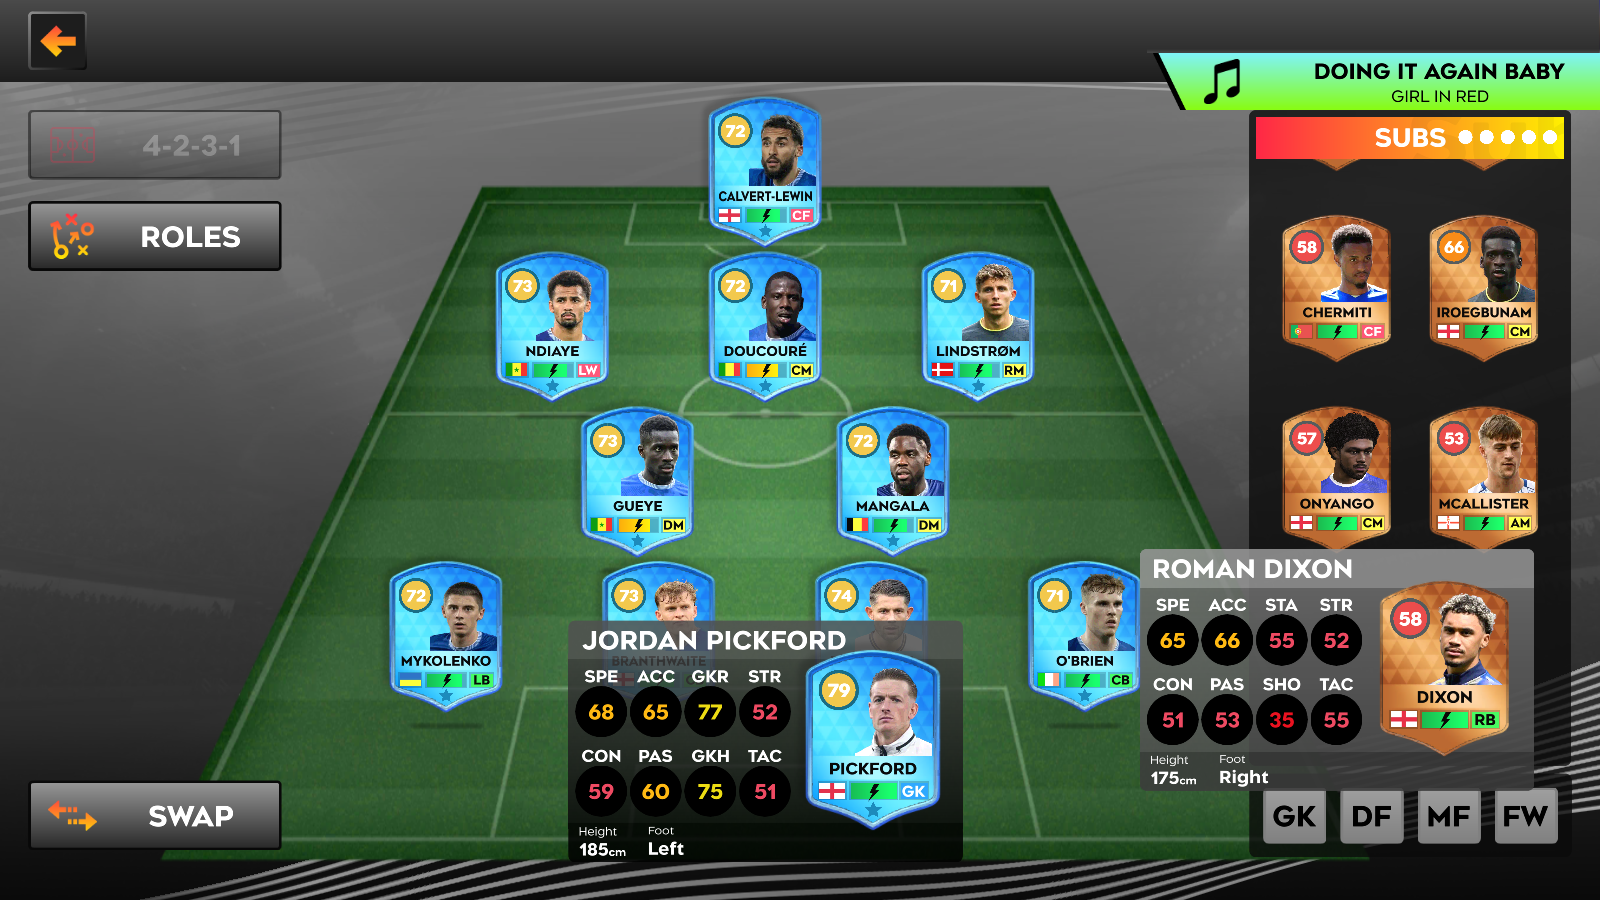 DOING IT AGAIN BABY
GIRL IN RED
4-2-3-1
ROLES
SWAP
SUBS
72
CALVERT-LEWIN
CF
73
NDIAYE
LW
72
DOUCOURÉ
CM
71
LINDSTRØM
RM
73
GUEYE
DM
72
MANGALA
DM
72
MYKOLENKO
LB
73
BRANTHWAITE
74
71
O'BRIEN
CB
JORDAN PICKFORD
SPE ACC GKR STR
68 65 77 52
CON PAS GKH TAC
59 60 75 51
Height Foot
185cm Left
79
PICKFORD
GK
58
CHERMITI
CF
66
IROEGBUNAM
CM
57
ONYANGO
CM
53
MCALLISTER
AM
ROMAN DIXON
SPE ACC STA STR
65 66 55 52
CON PAS SHO TAC
51 53 35 55
Height Foot
175cm Right
58
DIXON
RB
GK DF MF FW